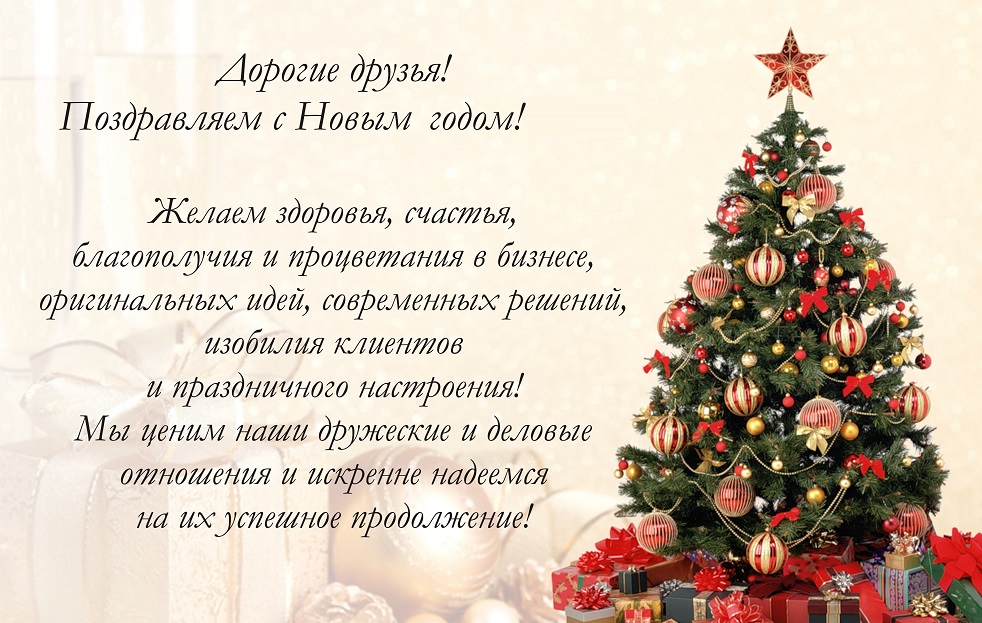 Дорогие друзья!
Поздравляем с Новым годом!
Желаем здоровья, счастья,
благополучия и процветания в бизнесе,
оригинальных идей, современных решений,
изобилия клиентов
и праздничного настроения!
Мы ценим наши дружеские и деловые
отношения и искренне надеемся
на их успешное продолжение!